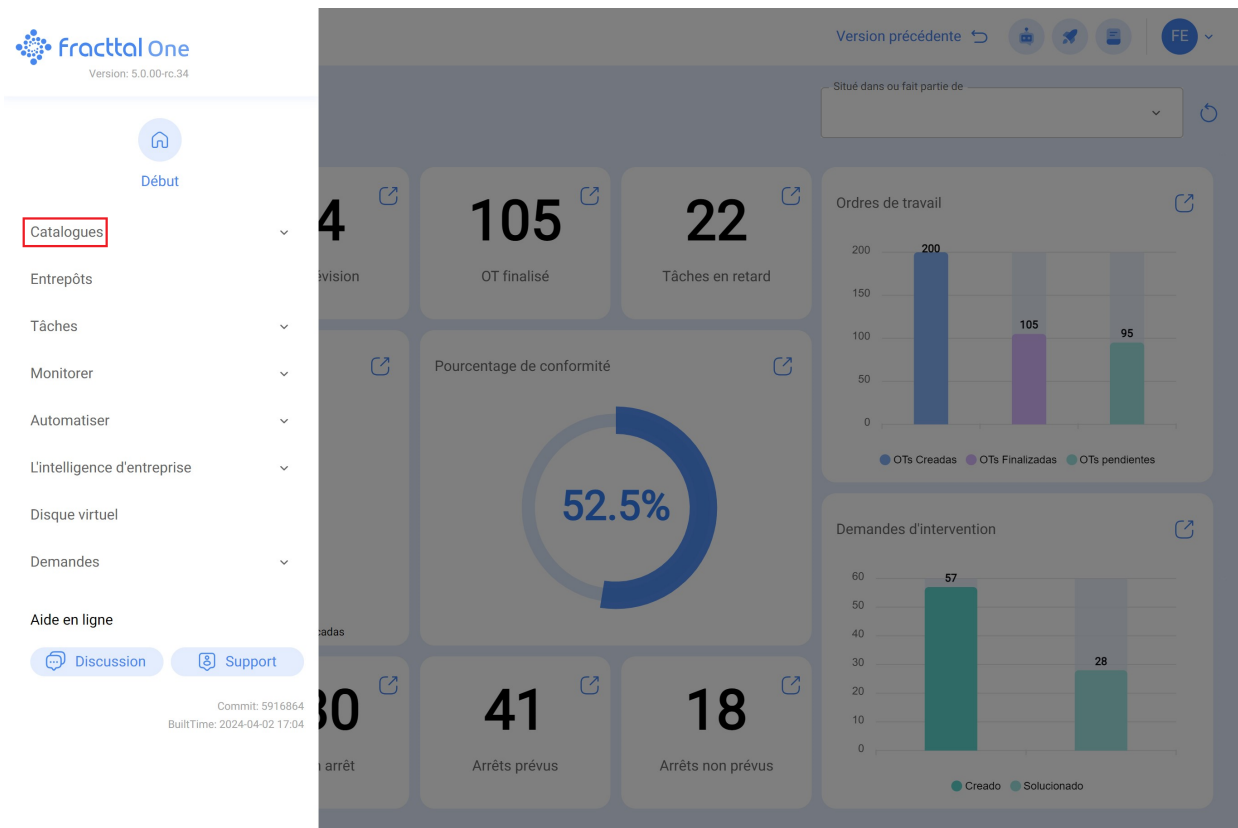 fracttal One
Version: 5.0.00-rc.34
Début
Catalogues
Entrepôts
Tâches
Monitorer
Automatiser
L'intelligence d'entreprise
Disque virtuel
Demandes
Aide en ligne
Discussion
Support
Commit: 5916864
BuiltTime: 2024-04-02 17:04
Version précédente
FE
Situé dans ou fait partie de
4
évision
105
OT finalisé
22
Tâches en retard
Ordres de travail
200
150
100
50
0
200
105
95
OTs Creadas OTs Finalizadas OTs pendientes
cadas
Pourcentage de conformité
52.5%
Demandes d'intervention
60
50
40
30
20
10
0
57
28
Creado Solucionado
30
arrêt
41
Arrêts prévus
18
Arrêts non prévus